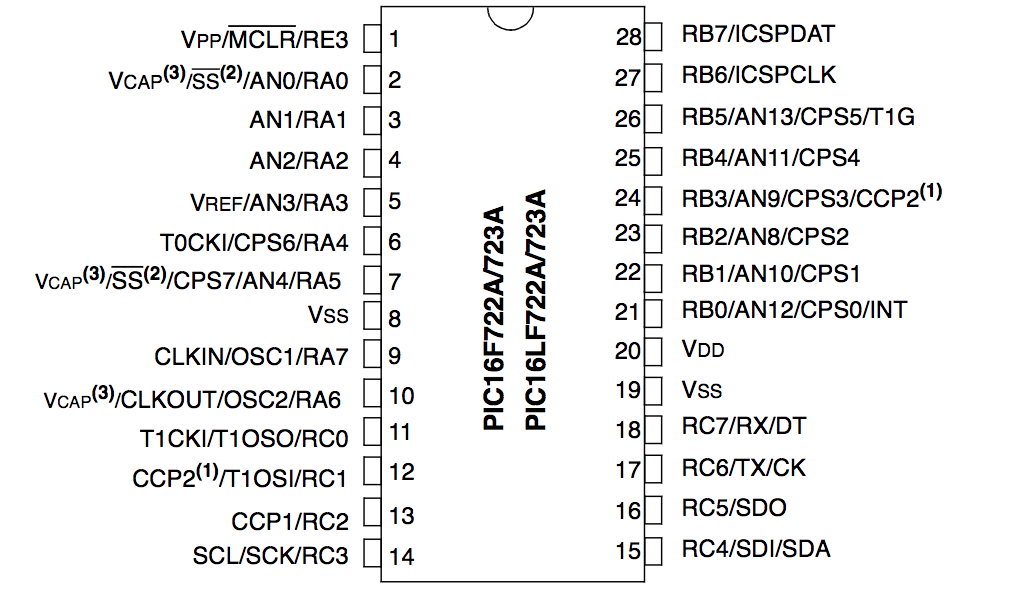 VPP/MCLR/RE3 1
VCAP(3)/SS(2)/AN0/RA0 2
AN1/RA1 3
AN2/RA2 4
VREF/AN3/RA3 5
T0CKI/CPS6/RA4 6
VCAP(3)/SS(2)/CPS7/AN4/RA5 7
VSS 8
CLKIN/OSC1/RA7 9
VCAP(3)/CLKOUT/OSC2/RA6 10
T1CKI/T1OSO/RC0 11
CCP2(1)/T1OSI/RC1 12
CCP1/RC2 13
SCL/SCK/RC3 14
PIC16F722A/723A
PIC16LF722A/723A
28 RB7/ICSPDAT
27 RB6/ICSPCLK
26 RB5/AN13/CPS5/T1G
25 RB4/AN11/CPS4
24 RB3/AN9/CPS3/CCP2(1)
23 RB2/AN8/CPS2
22 RB1/AN10/CPS1
21 RB0/AN12/CPS0/INT
20 VDD
19 VSS
18 RC7/RX/DT
17 RC6/TX/CK
16 RC5/SDO
15 RC4/SDI/SDA